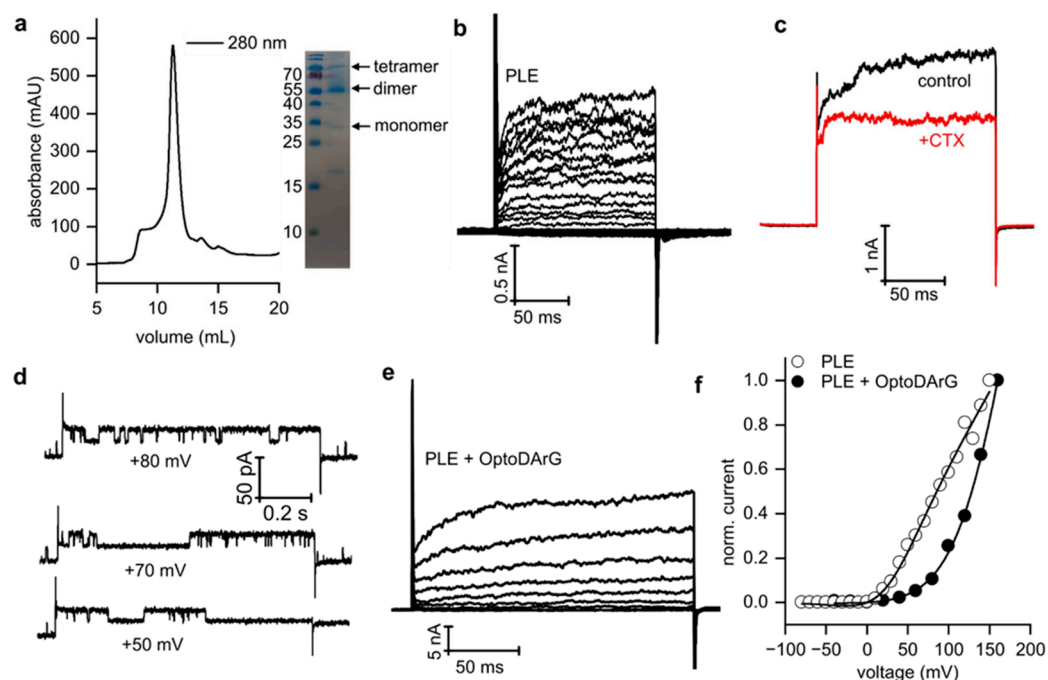 a
600
500
400
300
200
100
0
absorbance (mAU)
280 nm
5 10 15 20
volume (mL)
70
55
40
35
25
15
10
tetramer
dimer
monomer
b
PLE
0.5 nA
50 ms
c
control
+CTX
1 nA
50 ms
d
+80 mV
50 pA
0.2 s
+70 mV
+50 mV
e
PLE + OptoDArG
5 nA
50 ms
f
PLE
PLE + OptoDArG
1.0
0.8
0.6
0.4
0.2
0.0
norm. current
−100 −50 0 50 100 150 200
voltage (mV)